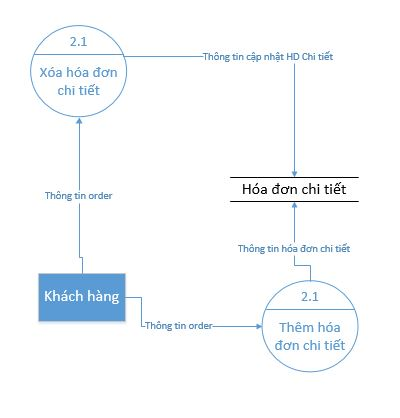 2.1
Xóa hóa đơn
chi tiết
Thông tin cập nhật HD Chi tiết
Thông tin order
Hóa đơn chi tiết
Thông tin hóa đơn chi tiết
Khách hàng
2.1
Thông tin order
Thêm hóa
đơn chi tiết